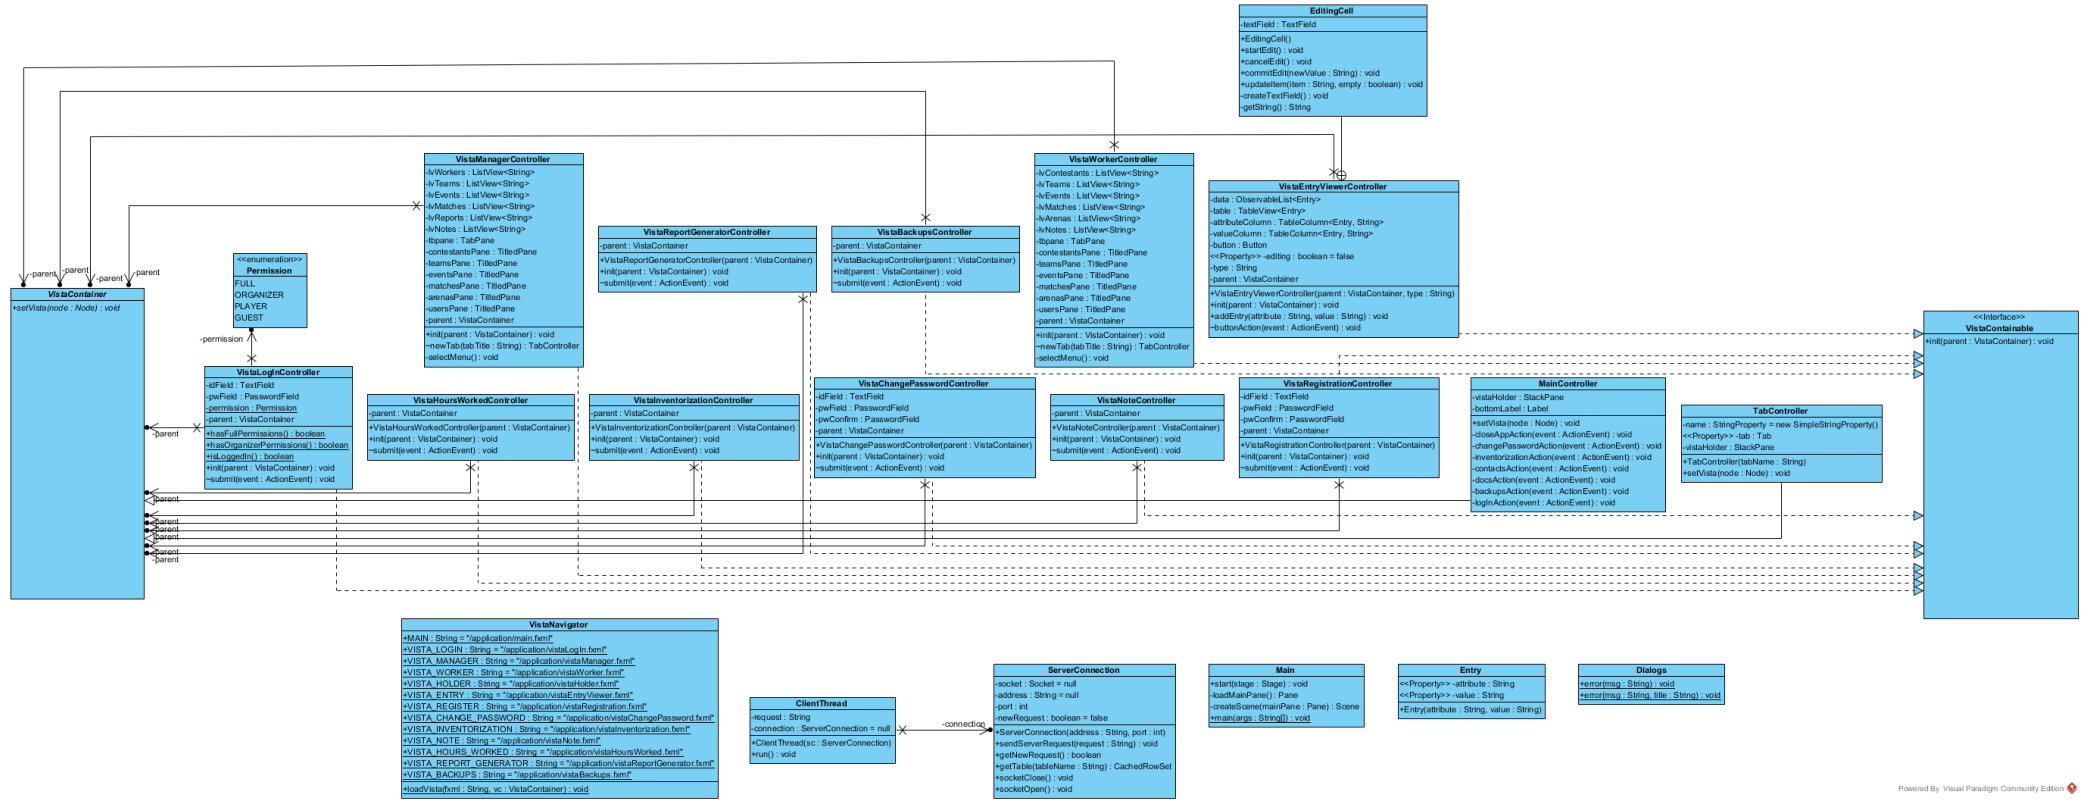 EditingCell
-textField : TextField
+EditingCell()
+startEdit() : void
+cancelEdit() : void
+commitEdit(newValue : String) : void
+updateItem(item : String, empty : boolean) : void
-createTextField() : void
-getString() : String
VistaManagerController
-lvWorkers : ListView<String>
-lvTeams : ListView<String>
-lvEvents : ListView<String>
-lvMatches : ListView<String>
-lvReports : ListView<String>
-lvNotes : ListView<String>
-tbpane : TabPane
-contestantsPane : TitledPane
-teamsPane : TitledPane
-eventsPane : TitledPane
-matchesPane : TitledPane
-arenasPane : TitledPane
-usersPane : TitledPane
-parent : VistaContainer
+init(parent : VistaContainer) : void
~newTab(tabTitle : String) : TabController
-selectMenu() : void
VistaWorkerController
-lvContestants : ListView<String>
-lvTeams : ListView<String>
-lvEvents : ListView<String>
-lvMatches : ListView<String>
-lvArenas : ListView<String>
-lvNotes : ListView<String>
-tbpane : TabPane
-contestantsPane : TitledPane
-teamsPane : TitledPane
-eventsPane : TitledPane
-matchesPane : TitledPane
-arenasPane : TitledPane
-usersPane : TitledPane
-parent : VistaContainer
+init(parent : VistaContainer) : void
~newTab(tabTitle : String) : TabController
-selectMenu() : void
VistaEntryViewerController
-data : ObservableList<Entry>
-table : TableView<Entry>
-attributeColumn : TableColumn<Entry, String>
-valueColumn : TableColumn<Entry, String>
-button : Button
<<Property>> -editing : boolean = false
-type : String
-parent : VistaContainer
+VistaEntryViewerController(parent : VistaContainer, type : String)
+init(parent : VistaContainer) : void
+addEntry(attribute : String, value : String) : void
~buttonAction(event : ActionEvent) : void
VistaReportGeneratorController
-parent : VistaContainer
+VistaReportGeneratorController(parent : VistaContainer)
+init(parent : VistaContainer) : void
~submit(event : ActionEvent) : void
VistaBackupsController
-parent : VistaContainer
+VistaBackupsController(parent : VistaContainer)
+init(parent : VistaContainer) : void
~submit(event : ActionEvent) : void
<<enumeration>>
Permission
FULL
ORGANIZER
PLAYER
GUEST
-parent
-parent
-parent
-parent
VistaContainer
+setVista(node : Node) : void
<<Interface>>
VistaContainable
+init(parent : VistaContainer) : void
-permission
VistaLogInController
-idField : TextField
-pwField : PasswordField
-permission : Permission
-parent : VistaContainer
+hasFullPermissions() : boolean
+hasOrganizerPermissions() : boolean
+isLoggedIn() : boolean
+init(parent : VistaContainer) : void
~submit(event : ActionEvent) : void
VistaHoursWorkedController
-parent : VistaContainer
+VistaHoursWorkedController(parent : VistaContainer)
+init(parent : VistaContainer) : void
~submit(event : ActionEvent) : void
VistaInventorizationController
-parent : VistaContainer
+VistaInventorizationController(parent : VistaContainer)
+init(parent : VistaContainer) : void
~submit(event : ActionEvent) : void
VistaChangePasswordController
-idField : TextField
-pwField : PasswordField
-pwConfirm : PasswordField
-parent : VistaContainer
+VistaChangePasswordController(parent : VistaContainer)
+init(parent : VistaContainer) : void
~submit(event : ActionEvent) : void
VistaNoteController
-parent : VistaContainer
+VistaNoteController(parent : VistaContainer)
+init(parent : VistaContainer) : void
~submit(event : ActionEvent) : void
VistaRegistrationController
-idField : TextField
-pwField : PasswordField
-pwConfirm : PasswordField
-parent : VistaContainer
+VistaRegistrationController(parent : VistaContainer)
+init(parent : VistaContainer) : void
~submit(event : ActionEvent) : void
MainController
-vistaHolder : StackPane
-bottomLabel : Label
+setVista(node : Node) : void
-closeAppAction(event : ActionEvent) : void
-changePasswordAction(event : ActionEvent) : void
-inventorizationAction(event : ActionEvent) : void
-contactsAction(event : ActionEvent) : void
-docsAction(event : ActionEvent) : void
-backupsAction(event : ActionEvent) : void
-logInAction(event : ActionEvent) : void
TabController
-name : StringProperty = new SimpleStringProperty()
<<Property>> -tab : Tab
-vistaHolder : StackPane
+TabController(tabName : String)
+setVista(node : Node) : void
-parent
-parent
-parent
-parent
-parent
-parent
-parent
VistaNavigator
+MAIN : String = "/application/main.fxml"
+VISTA_LOGIN : String = "/application/vistaLogIn.fxml"
+VISTA_MANAGER : String = "/application/vistaManager.fxml"
+VISTA_WORKER : String = "/application/vistaWorker.fxml"
+VISTA_HOLDER : String = "/application/vistaHolder.fxml"
+VISTA_ENTRY : String = "/application/vistaEntryViewer.fxml"
+VISTA_REGISTER : String = "/application/vistaRegistration.fxml"
+VISTA_CHANGE_PASSWORD : String = "/application/vistaChangePassword.fxml"
+VISTA_INVENTORIZATION : String = "/application/vistaInventorization.fxml"
+VISTA_NOTE : String = "/application/vistaNote.fxml"
+VISTA_HOURS_WORKED : String = "/application/vistaHoursWorked.fxml"
+VISTA_REPORT_GENERATOR : String = "/application/vistaReportGenerator.fxml"
+VISTA_BACKUPS : String = "/application/vistaBackups.fxml"
+loadVista(fxml : String, vc : VistaContainer) : void
ClientThread
-request : String
-connection : ServerConnection = null
+ClientThread(sc : ServerConnection)
+run() : void
-connection
ServerConnection
-socket : Socket = null
-address : String = null
-port : int
-newRequest : boolean = false
+ServerConnection(address : String, port : int)
+sendServerRequest(request : String) : void
+getNewRequest() : boolean
+getTable(tableName : String) : CachedRowSet
+socketClose() : void
+socketOpen() : void
Main
+start(stage : Stage) : void
-loadMainPane() : Pane
-createScene(mainPane : Pane) : Scene
+main(args : String[]) : void
Entry
<<Property>> -attribute : String
<<Property>> -value : String
+Entry(attribute : String, value : String)
Dialogs
+error(msg : String) : void
+error(msg : String, title : String) : void
Powered By Visual Paradigm Community Edition